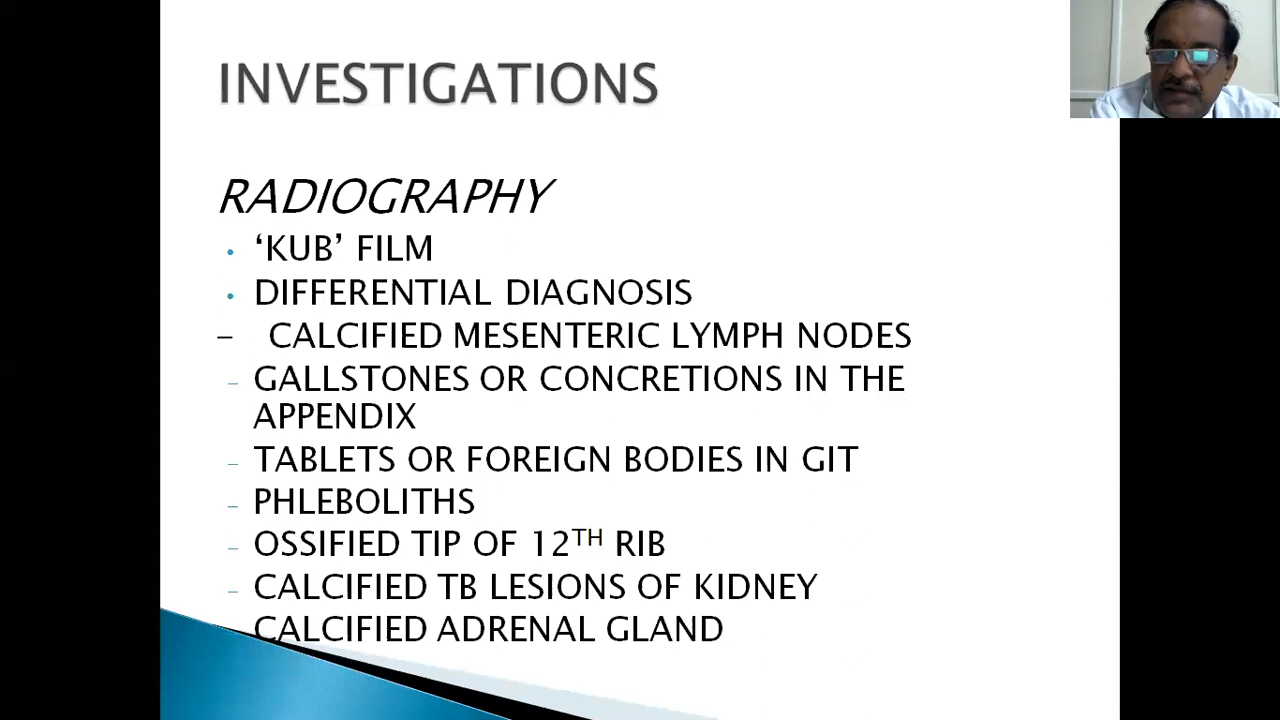 INVESTIGATIONS
RADIOGRAPHY
• ‘KUB’ FILM
• DIFFERENTIAL DIAGNOSIS
– CALCIFIED MESENTERIC LYMPH NODES
– GALLSTONES OR CONCRETIONS IN THE
APPENDIX
– TABLETS OR FOREIGN BODIES IN GIT
– PHLEBOLITHS
– OSSIFIED TIP OF 12TH RIB
– CALCIFIED TB LESIONS OF KIDNEY
CALCIFIED ADRENAL GLAND